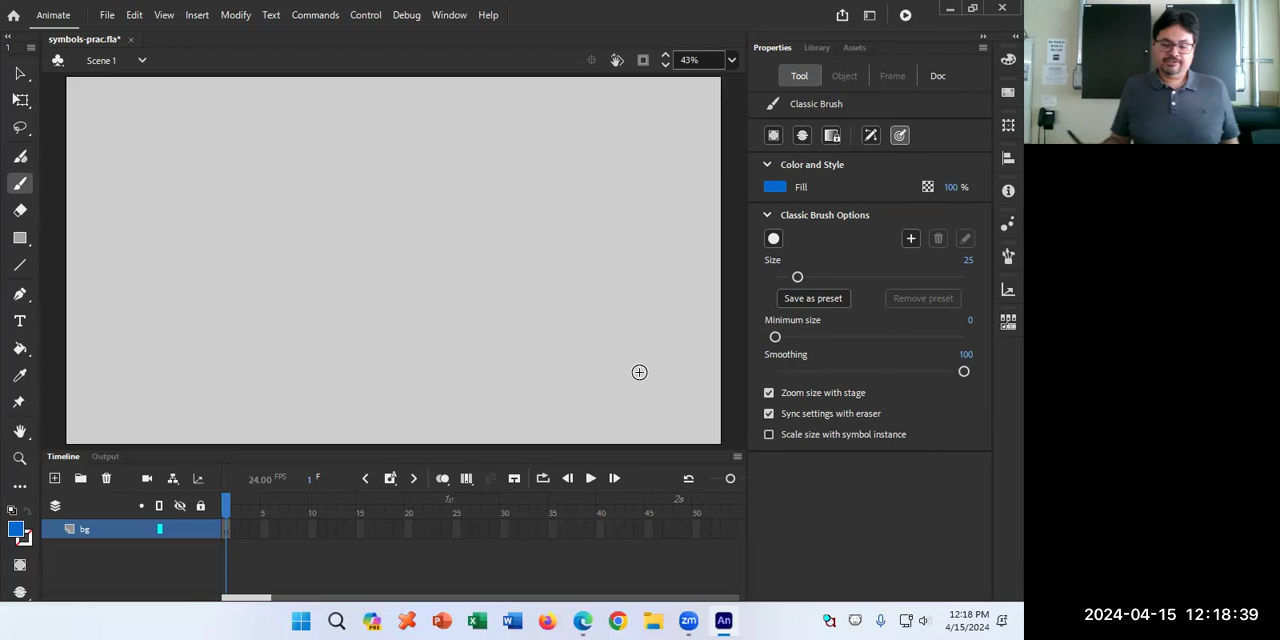 Animate File Edit View Insert Modify Text Commands Control Debug Window Help
symbols-prac.fla*
Scene 1
43%
Properties Library Assets
Tool Object Frame Doc
Classic Brush
Color and Style
Fill 100 %
Classic Brush Options
Size 25
Save as preset Remove preset
Minimum size 0
Smoothing 100
Zoom size with stage
Sync settings with eraser
Scale size with symbol instance
Timeline Output
24.00 FPS 1 F
1s 2s
5 10 15 20 25 30 35 40 45 50
bg
12:18 PM
4/15/2024
2024-04-15 12:18:39